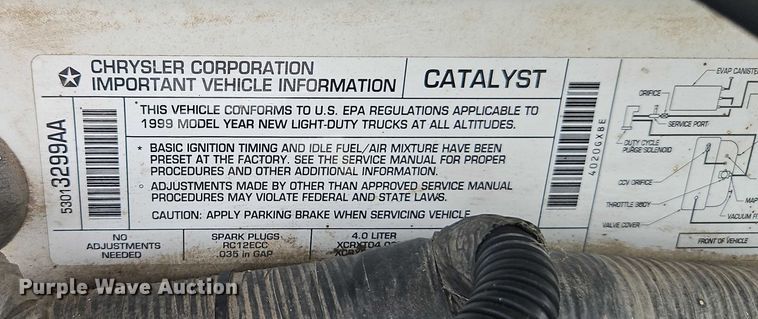 CHRYSLER CORPORATION
IMPORTANT VEHICLE INFORMATION
CATALYST
THIS VEHICLE CONFORMS TO U.S. EPA REGULATIONS APPLICABLE TO
1999 MODEL YEAR NEW LIGHT-DUTY TRUCKS AT ALL ALTITUDES.
* BASIC IGNITION TIMING AND IDLE FUEL/AIR MIXTURE HAVE BEEN
PRESET AT THE FACTORY. SEE THE SERVICE MANUAL FOR PROPER
PROCEDURES AND OTHER ADDITIONAL INFORMATION.
○ ADJUSTMENTS MADE BY OTHER THAN APPROVED SERVICE MANUAL
PROCEDURES MAY VIOLATE FEDERAL AND STATE LAWS.
CAUTION: APPLY PARKING BRAKE WHEN SERVICING VEHICLE
53013299AA
4020GXBE
NO
ADJUSTMENTS
NEEDED
SPARK PLUGS
RC12ECC
.035 in GAP
4.0 LITER
EVAP CANISTE
ORIFICE
SERVICE PORT
DUTY CYCLE
PURGE SOLENOID
CCV ORIFICE
THROTTLE BODY
VALVE COVER
MAP
VACUUM F
FRONT OF VEHICLE
Purple Wave Auction